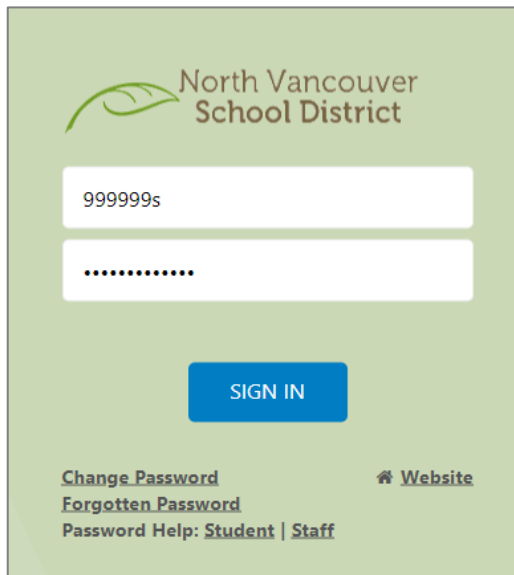 North Vancouver
School District
999999s
•••••••••••••
SIGN IN
Change Password
Website
Forgotten Password
Password Help: Student | Staff